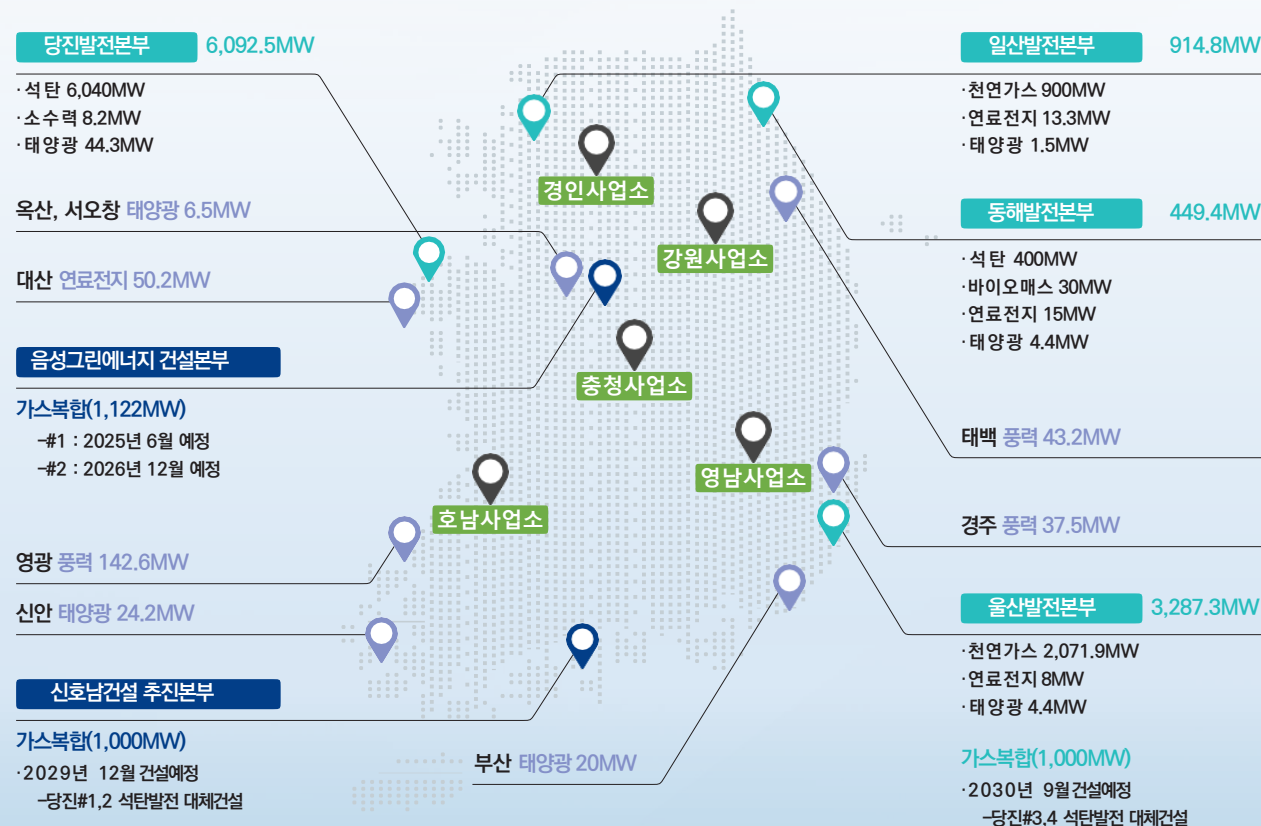 당진발전본부 6,092.5MW
·석탄 6,040MW
·소수력 8.2MW
·태양광 44.3MW
옥산, 서오창 태양광 6.5MW
대산 연료전지 50.2MW
음성그린에너지 건설본부
가스복합(1,122MW)
-#1 : 2025년 6월 예정
-#2 : 2026년 12월 예정
영광 풍력 142.6MW
신안 태양광 24.2MW
신호남건설 추진본부
가스복합(1,000MW)
·2029년 12월 건설예정
-당진#1,2 석탄발전 대체건설
경인사업소
강원사업소
충청사업소
영남사업소
호남사업소
부산 태양광 20MW
일산발전본부 914.8MW
·천연가스 900MW
·연료전지 13.3MW
·태양광 1.5MW
동해발전본부 449.4MW
·석탄 400MW
·바이오매스 30MW
·연료전지 15MW
·태양광 4.4MW
태백 풍력 43.2MW
경주 풍력 37.5MW
울산발전본부 3,287.3MW
·천연가스 2,071.9MW
·연료전지 8MW
·태양광 4.4MW
가스복합(1,000MW)
·2030년 9월 건설예정
-당진#3,4 석탄발전 대체건설